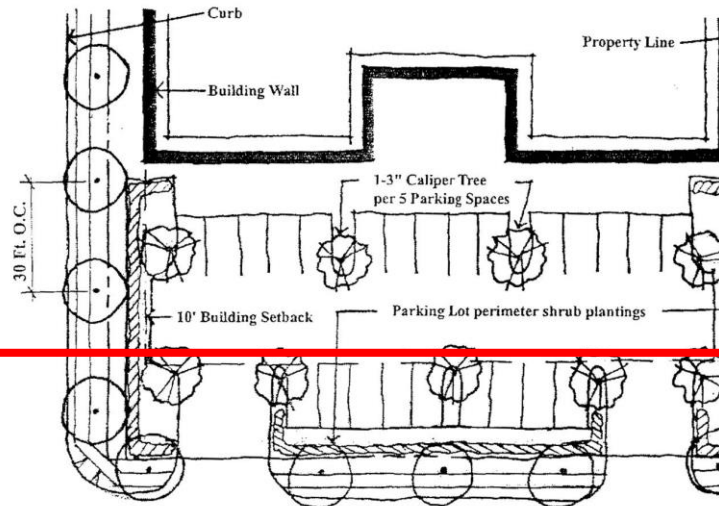 Curb
Property Line
Building Wall
1-3" Caliper Tree
per 5 Parking Spaces
30 Ft. O.C.
10' Building Setback
Parking Lot perimeter shrub plantings